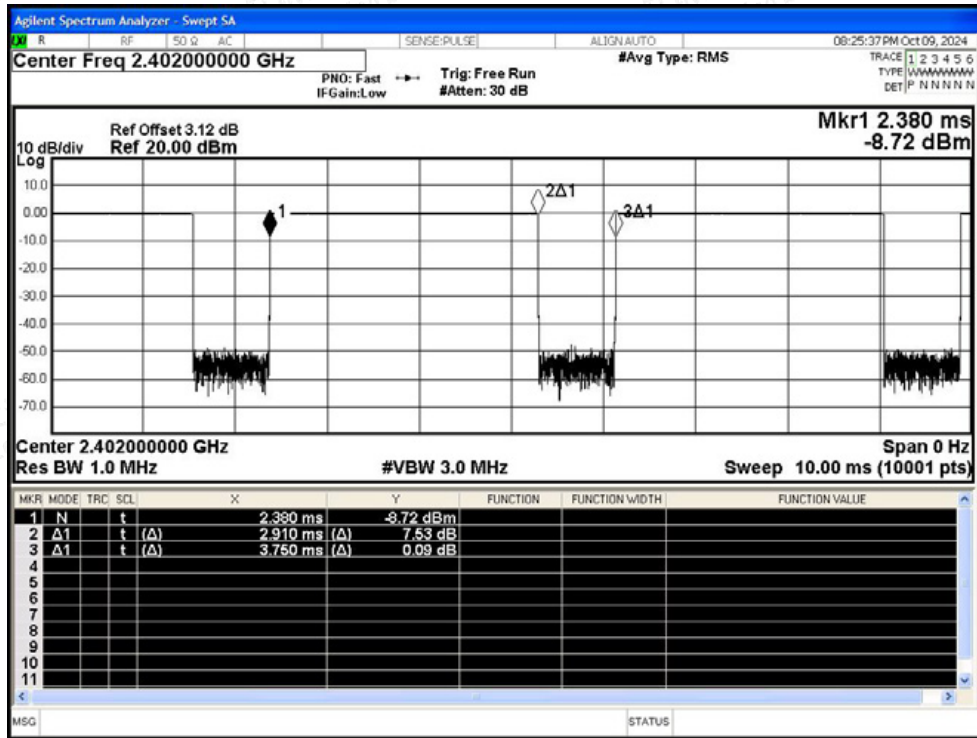 Agilent Spectrum Analyzer - Swept SA
R RF 50 Ω AC SENSE:PULSE ALIGN AUTO 08:25:37 PM Oct 09, 2024
Center Freq 2.402000000 GHz #Avg Type: RMS TRACE 1 2 3 4 5 6
PNO: Fast Trig: Free Run TYPE WWWWWW
IFGain:Low #Atten: 30 dB DET P N N N N N
Mkr1 2.380 ms
Ref Offset 3.12 dB
10 dB/div Ref 20.00 dBm -8.72 dBm
Log
10.0
2Δ1
0.00
1
3Δ1
-10.0
-20.0
-30.0
-40.0
-50.0
-60.0
-70.0
Center 2.402000000 GHz Span 0 Hz
Res BW 1.0 MHz #VBW 3.0 MHz Sweep 10.00 ms (10001 pts)
MKR MODE TRC SCL X Y FUNCTION FUNCTION WIDTH FUNCTION VALUE
1 N t 2.380 ms -8.72 dBm
2 Δ1 t (Δ) 2.910 ms (Δ) 7.53 dB
3 Δ1 t (Δ) 3.750 ms (Δ) 0.09 dB
4
5
6
7
8
9
10
11
MSG STATUS